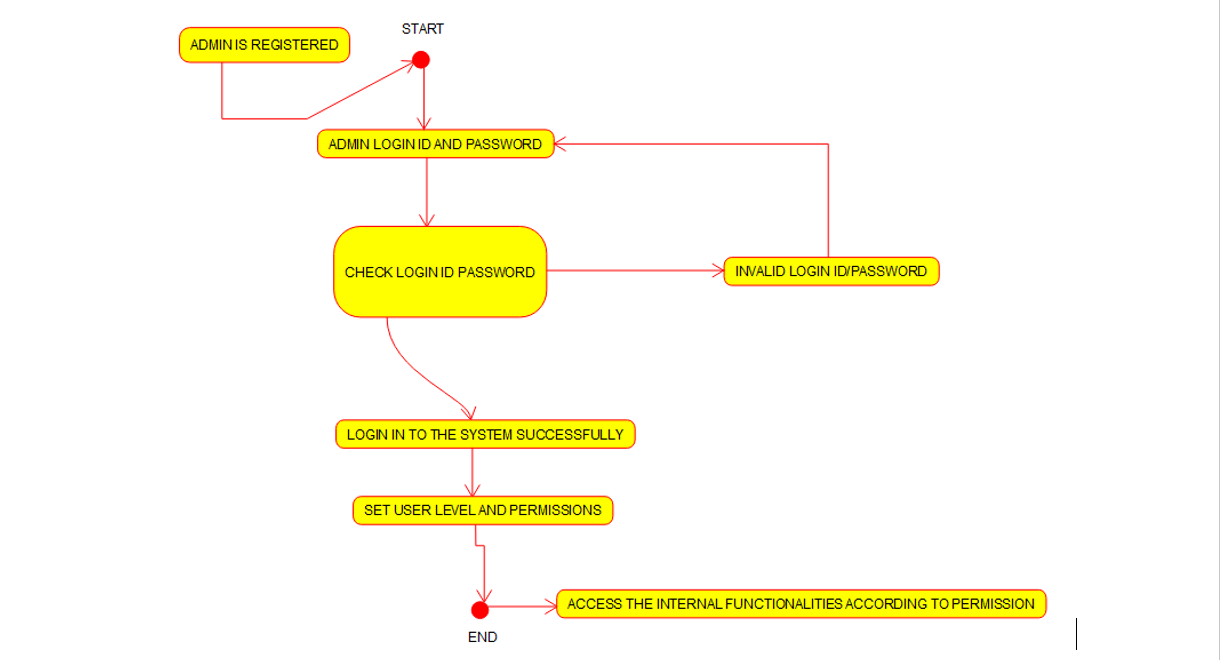 START
ADMIN IS REGISTERED
ADMIN LOGIN ID AND PASSWORD
CHECK LOGIN ID PASSWORD
INVALID LOGIN ID/PASSWORD
LOGIN IN TO THE SYSTEM SUCCESSFULLY
SET USER LEVEL AND PERMISSIONS
ACCESS THE INTERNAL FUNCTIONALITIES ACCORDING TO PERMISSION
END